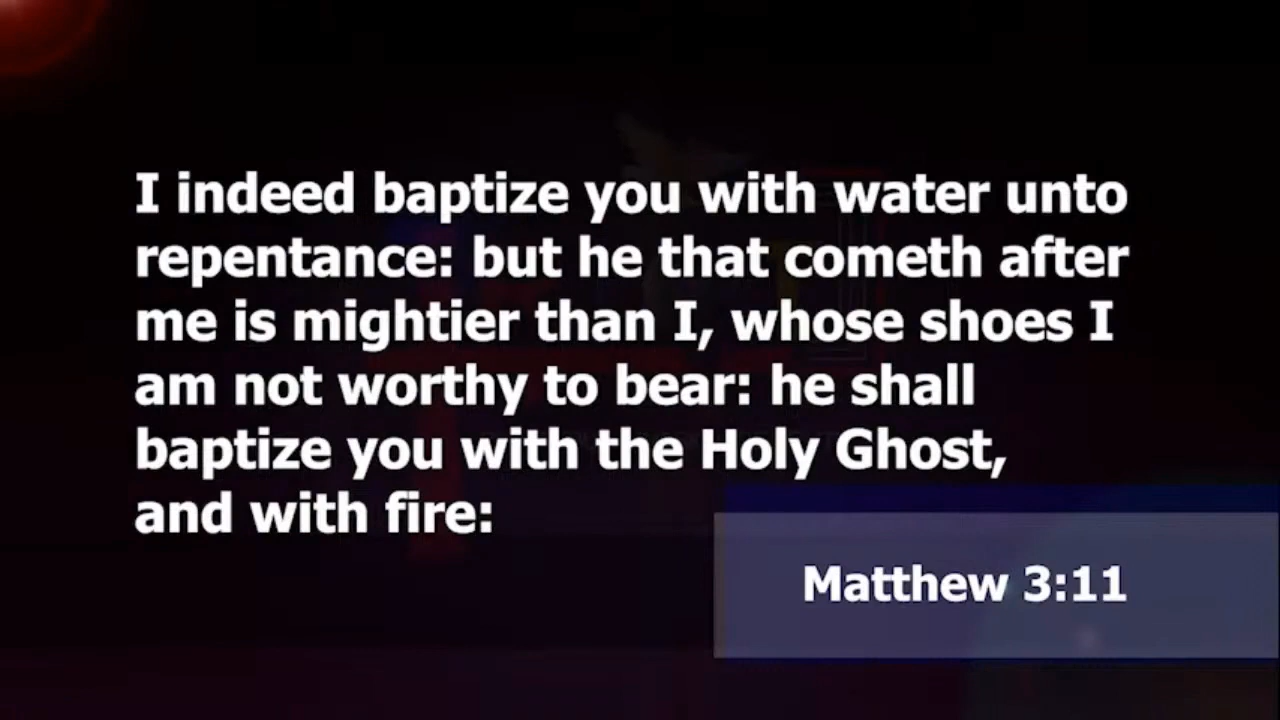 I indeed baptize you with water unto
repentance: but he that cometh after
me is mightier than I, whose shoes I
am not worthy to bear: he shall
baptize you with the Holy Ghost,
and with fire:
Matthew 3:11